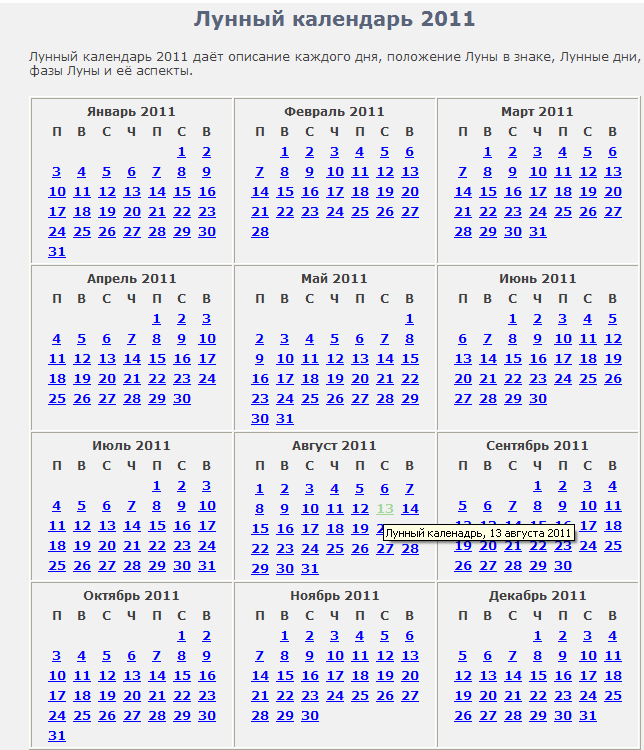 Лунный календарь 2011
Лунный календарь 2011 даёт описание каждого дня, положение Луны в знаке, Лунные дни,
фазы Луны и её аспекты.
Январь 2011
П В С Ч П С В
1 2
3 4 5 6 7 8 9
10 11 12 13 14 15 16
17 18 19 20 21 22 23
24 25 26 27 28 29 30
31
Февраль 2011
П В С Ч П С В
1 2 3 4 5 6
7 8 9 10 11 12 13
14 15 16 17 18 19 20
21 22 23 24 25 26 27
28
Март 2011
П В С Ч П С В
1 2 3 4 5 6
7 8 9 10 11 12 13
14 15 16 17 18 19 20
21 22 23 24 25 26 27
28 29 30 31
Апрель 2011
П В С Ч П С В
1 2 3
4 5 6 7 8 9 10
11 12 13 14 15 16 17
18 19 20 21 22 23 24
25 26 27 28 29 30
Май 2011
П В С Ч П С В
1
2 3 4 5 6 7 8
9 10 11 12 13 14 15
16 17 18 19 20 21 22
23 24 25 26 27 28 29
30 31
Июнь 2011
П В С Ч П С В
1 2 3 4 5
6 7 8 9 10 11 12
13 14 15 16 17 18 19
20 21 22 23 24 25 26
27 28 29 30
Июль 2011
П В С Ч П С В
1 2 3
4 5 6 7 8 9 10
11 12 13 14 15 16 17
18 19 20 21 22 23 24
25 26 27 28 29 30 31
Август 2011
П В С Ч П С В
1 2 3 4 5 6 7
8 9 10 11 12 13 14
15 16 17 18 19
22 23 24 25 26 27 28
29 30 31
Лунный каленадрь, 13 августа 2011
Сентябрь 2011
П В С Ч П С В
1 2 3 4
5 6 7 8 9 10 11
12 13 14 15 16 17 18
19 20 21 22 23 24 25
26 27 28 29 30
Октябрь 2011
П В С Ч П С В
1 2
3 4 5 6 7 8 9
10 11 12 13 14 15 16
17 18 19 20 21 22 23
24 25 26 27 28 29 30
31
Ноябрь 2011
П В С Ч П С В
1 2 3 4 5 6
7 8 9 10 11 12 13
14 15 16 17 18 19 20
21 22 23 24 25 26 27
28 29 30
Декабрь 2011
П В С Ч П С В
1 2 3 4
5 6 7 8 9 10 11
12 13 14 15 16 17 18
19 20 21 22 23 24 25
26 27 28 29 30 31